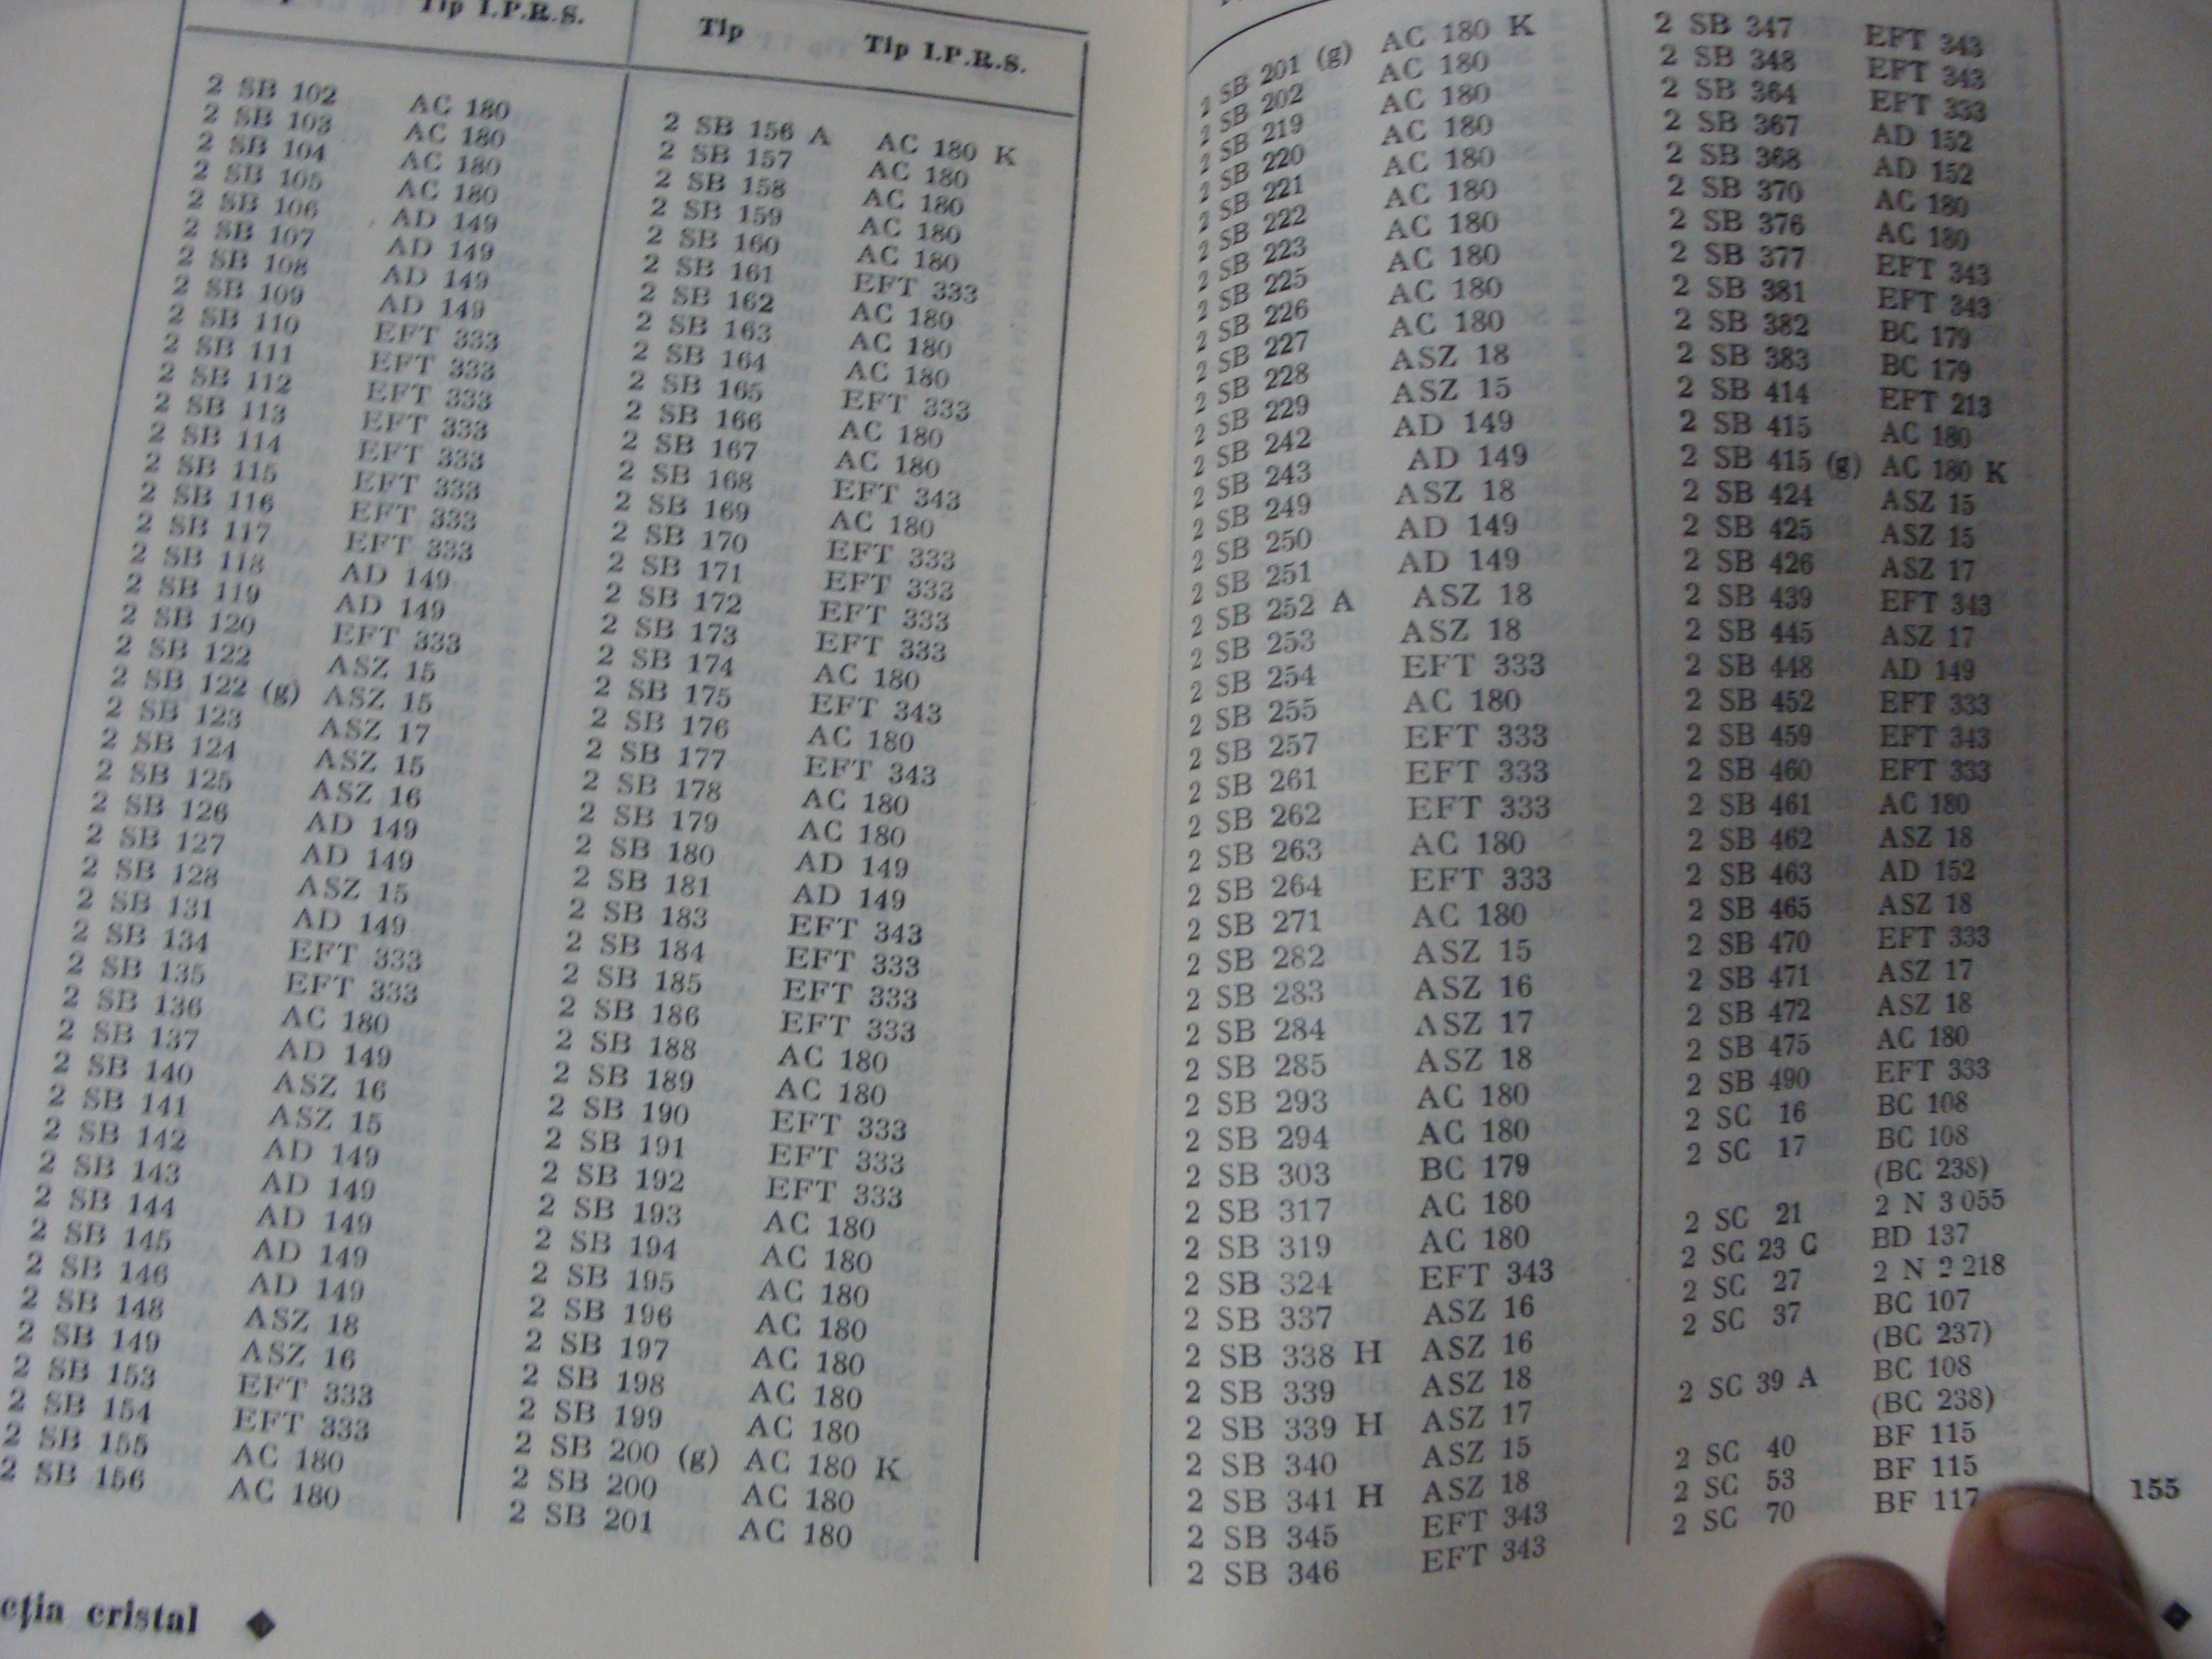 Tip I.P.R.S.
2 SB 102 AC 180
2 SB 103 AC 180
2 SB 104 AC 180
2 SB 105 AC 180
2 SB 106 AD 149
2 SB 107 AD 149
2 SB 108 AD 149
2 SB 109 AD 149
2 SB 110 EFT 333
2 SB 111 EFT 333
2 SB 112 EFT 333
2 SB 113 EFT 333
2 SB 114 EFT 333
2 SB 115 EFT 333
2 SB 116 EFT 333
2 SB 117 EFT 333
2 SB 118 AD 149
2 SB 119 AD 149
2 SB 120 EFT 333
2 SB 122 ASZ 15
2 SB 122 (g) ASZ 15
2 SB 123 ASZ 17
2 SB 124 ASZ 15
2 SB 125 ASZ 16
2 SB 126 AD 149
2 SB 127 AD 149
2 SB 128 ASZ 15
2 SB 131 AD 149
2 SB 134 EFT 333
2 SB 135 EFT 333
2 SB 136 AC 180
2 SB 137 AD 149
2 SB 140 ASZ 16
2 SB 141 ASZ 15
2 SB 142 AD 149
2 SB 143 AD 149
2 SB 144 AD 149
2 SB 145 AD 149
2 SB 146 AD 149
2 SB 148 ASZ 18
2 SB 149 ASZ 16
2 SB 153 EFT 333
2 SB 154 EFT 333
2 SB 155 AC 180
2 SB 156 AC 180
Tip Tip I.P.R.S.
2 SB 156 A AC 180 K
2 SB 157 AC 180
2 SB 158 AC 180
2 SB 159 AC 180
2 SB 160 AC 180
2 SB 161 EFT 333
2 SB 162 AC 180
2 SB 163 AC 180
2 SB 164 AC 180
2 SB 165 EFT 333
2 SB 166 AC 180
2 SB 167 AC 180
2 SB 168 EFT 343
2 SB 169 AC 180
2 SB 170 EFT 333
2 SB 171 EFT 333
2 SB 172 EFT 333
2 SB 173 EFT 333
2 SB 174 AC 180
2 SB 175 EFT 343
2 SB 176 AC 180
2 SB 177 EFT 343
2 SB 178 AC 180
2 SB 179 AC 180
2 SB 180 AD 149
2 SB 181 AD 149
2 SB 183 EFT 343
2 SB 184 EFT 333
2 SB 185 EFT 333
2 SB 186 EFT 333
2 SB 188 AC 180
2 SB 189 AC 180
2 SB 190 EFT 333
2 SB 191 EFT 333
2 SB 192 EFT 333
2 SB 193 AC 180
2 SB 194 AC 180
2 SB 195 AC 180
2 SB 196 AC 180
2 SB 197 AC 180
2 SB 198 AC 180
2 SB 199 AC 180
2 SB 200 (g) AC 180 K
2 SB 200 AC 180
2 SB 201 AC 180
cția cristal
2 SB 201 (g) AC 180 K
2 SB 202 AC 180
2 SB 219 AC 180
2 SB 220 AC 180
2 SB 221 AC 180
2 SB 222 AC 180
2 SB 223 AC 180
2 SB 225 AC 180
2 SB 226 AC 180
2 SB 227 AC 180
2 SB 228 ASZ 18
2 SB 229 ASZ 15
2 SB 242 AD 149
2 SB 243 AD 149
2 SB 249 ASZ 18
2 SB 250 AD 149
2 SB 251 AD 149
2 SB 252 A ASZ 18
2 SB 253 ASZ 18
2 SB 254 EFT 333
2 SB 255 AC 180
2 SB 257 EFT 333
2 SB 261 EFT 333
2 SB 262 EFT 333
2 SB 263 AC 180
2 SB 264 EFT 333
2 SB 271 AC 180
2 SB 282 ASZ 15
2 SB 283 ASZ 16
2 SB 284 ASZ 17
2 SB 285 ASZ 18
2 SB 293 AC 180
2 SB 294 AC 180
2 SB 303 BC 179
2 SB 317 AC 180
2 SB 319 AC 180
2 SB 324 EFT 343
2 SB 337 ASZ 16
2 SB 338 H ASZ 16
2 SB 339 ASZ 18
2 SB 339 H ASZ 17
2 SB 340 ASZ 15
2 SB 341 H ASZ 18
2 SB 345 EFT 343
2 SB 346 EFT 343
2 SB 347 EFT 343
2 SB 348 EFT 343
2 SB 364 EFT 333
2 SB 367 AD 152
2 SB 368 AD 152
2 SB 370 AC 180
2 SB 376 AC 180
2 SB 377 EFT 343
2 SB 381 EFT 343
2 SB 382 BC 179
2 SB 383 BC 179
2 SB 414 EFT 213
2 SB 415 AC 180
2 SB 415 (g) AC 180 K
2 SB 424 ASZ 15
2 SB 425 ASZ 15
2 SB 426 ASZ 17
2 SB 439 EFT 343
2 SB 445 ASZ 17
2 SB 448 AD 149
2 SB 452 EFT 333
2 SB 459 EFT 343
2 SB 460 EFT 333
2 SB 461 AC 180
2 SB 462 ASZ 18
2 SB 463 AD 152
2 SB 465 ASZ 18
2 SB 470 EFT 333
2 SB 471 ASZ 17
2 SB 472 ASZ 18
2 SB 475 AC 180
2 SB 490 EFT 333
2 SC 16 BC 108
2 SC 17 BC 108
(BC 238)
2 SC 21 2 N 3 055
2 SC 23 C BD 137
2 SC 27 2 N 2 218
2 SC 37 BC 107
(BC 237)
2 SC 39 A BC 108
(BC 238)
2 SC 40 BF 115
2 SC 53 BF 115
2 SC 70 BF 117
155